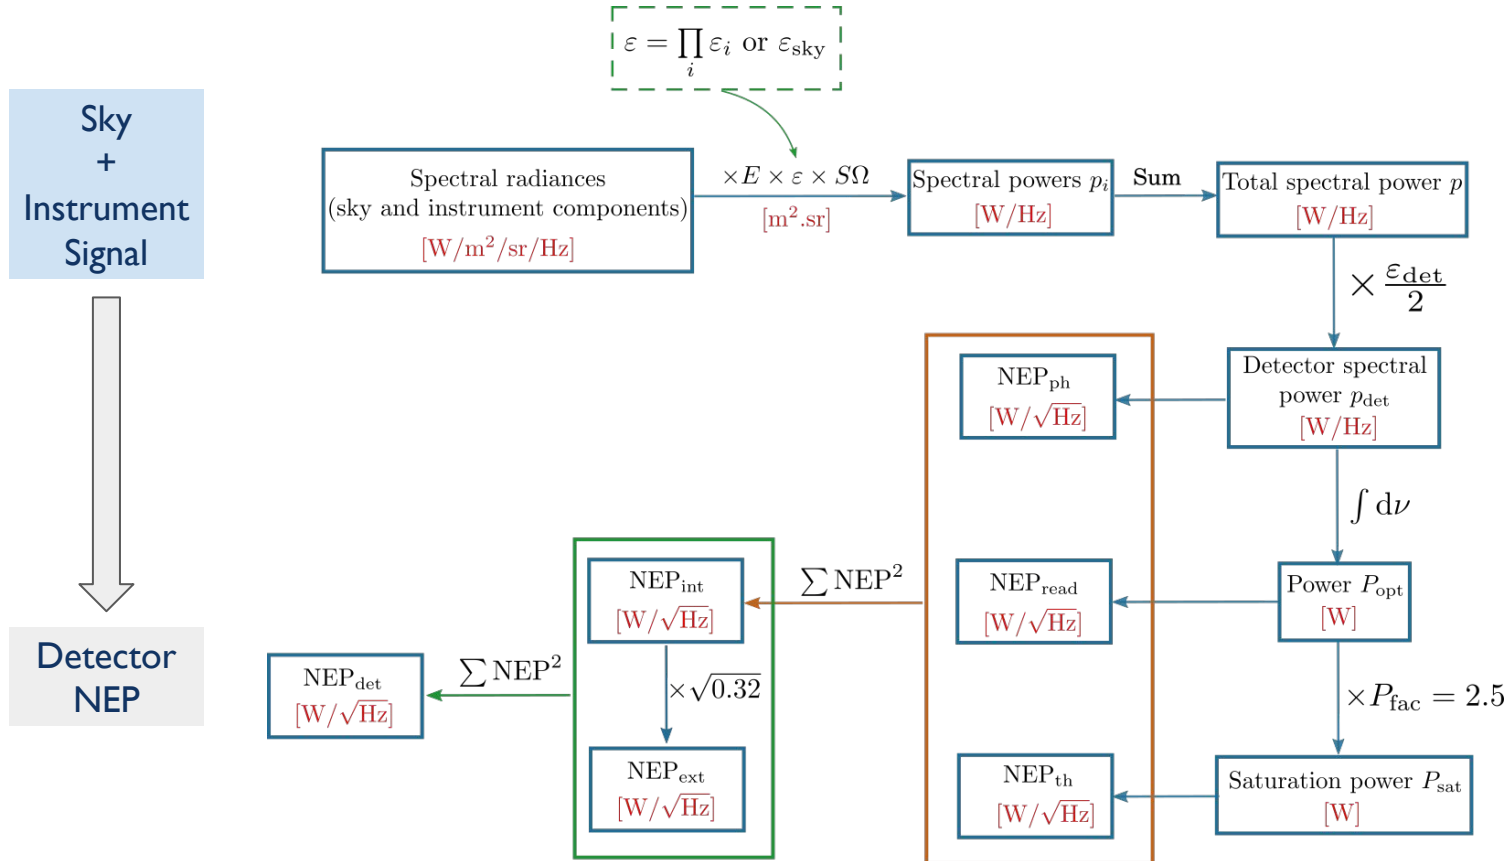 ε = ∏ᵢ εᵢ or ε_sky
Sky
+
Instrument
Signal
Spectral radiances
(sky and instrument components)
[W/m²/sr/Hz]
×E × ε × SΩ
[m².sr]
Spectral powers pᵢ
[W/Hz]
Sum
Total spectral power p
[W/Hz]
× ε_det/2
Detector spectral
power p_det
[W/Hz]
NEP_ph
[W/√Hz]
∫ dν
Power P_opt
[W]
NEP_read
[W/√Hz]
∑ NEP²
NEP_int
[W/√Hz]
×√0.32
NEP_ext
[W/√Hz]
∑ NEP²
NEP_det
[W/√Hz]
Detector
NEP
×P_fac = 2.5
Saturation power P_sat
[W]
NEP_th
[W/√Hz]